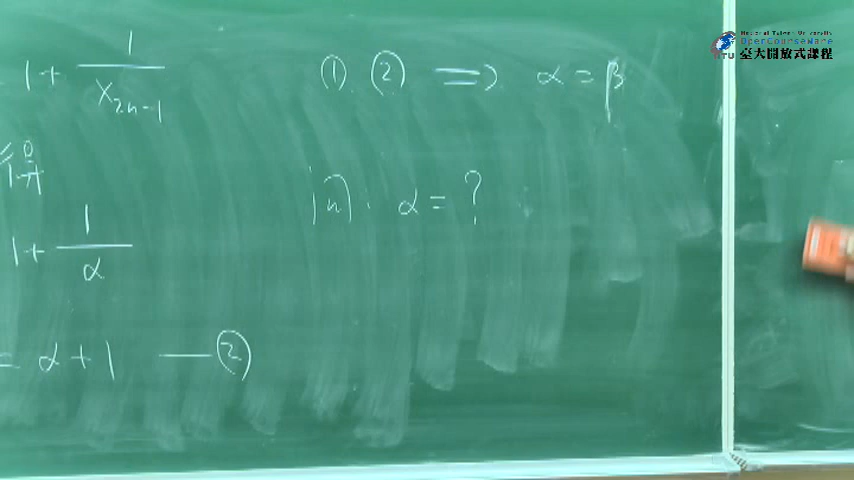 1 + 1/x_{2n-1}
① ② ⇒ α = β
α = ?
1 + 1/α
= α + 1 — ②
National Taiwan University
OpenCourseWare
臺大開放式課程
NTU